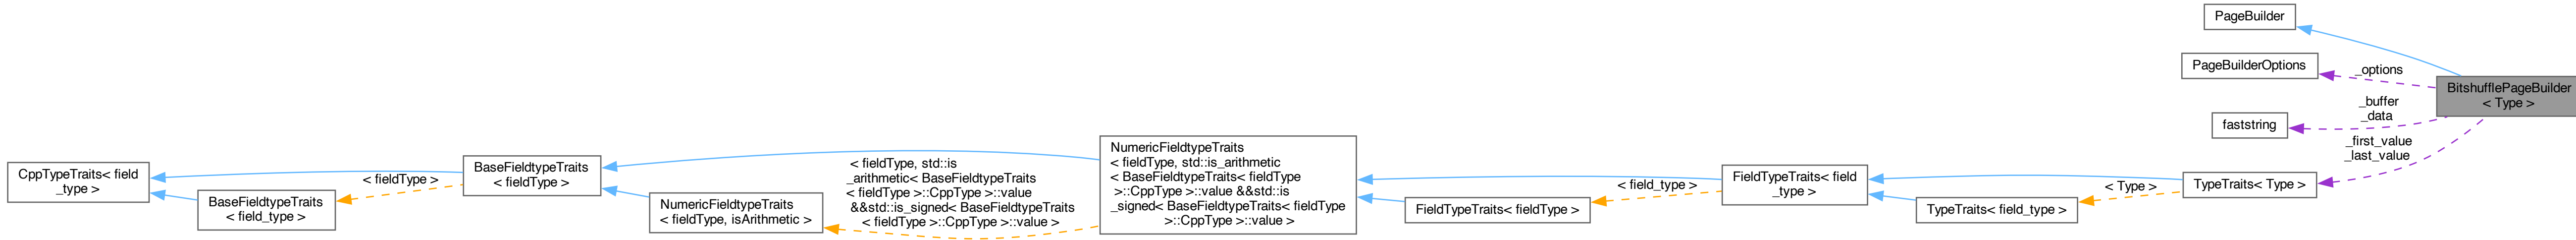 PageBuilder
PageBuilderOptions
_options
BitshufflePageBuilder
< Type >
_buffer
_data
faststring
_first_value
_last_value
CppTypeTraits< field
_type >
< fieldType >
BaseFieldtypeTraits
< field_type >
BaseFieldtypeTraits
< fieldType >
NumericFieldtypeTraits
< fieldType, isArithmetic >
< fieldType, std::is
_arithmetic< BaseFieldtypeTraits
< fieldType >::CppType >::value
&&std::is_signed< BaseFieldtypeTraits
< fieldType >::CppType >::value >
NumericFieldtypeTraits
< fieldType, std::is_arithmetic
< BaseFieldtypeTraits< fieldType
>::CppType >::value &&std::is
_signed< BaseFieldtypeTraits< fieldType
>::CppType >::value >
FieldTypeTraits< fieldType >
< field_type >
FieldTypeTraits< field
_type >
TypeTraits< field_type >
< Type >
TypeTraits< Type >